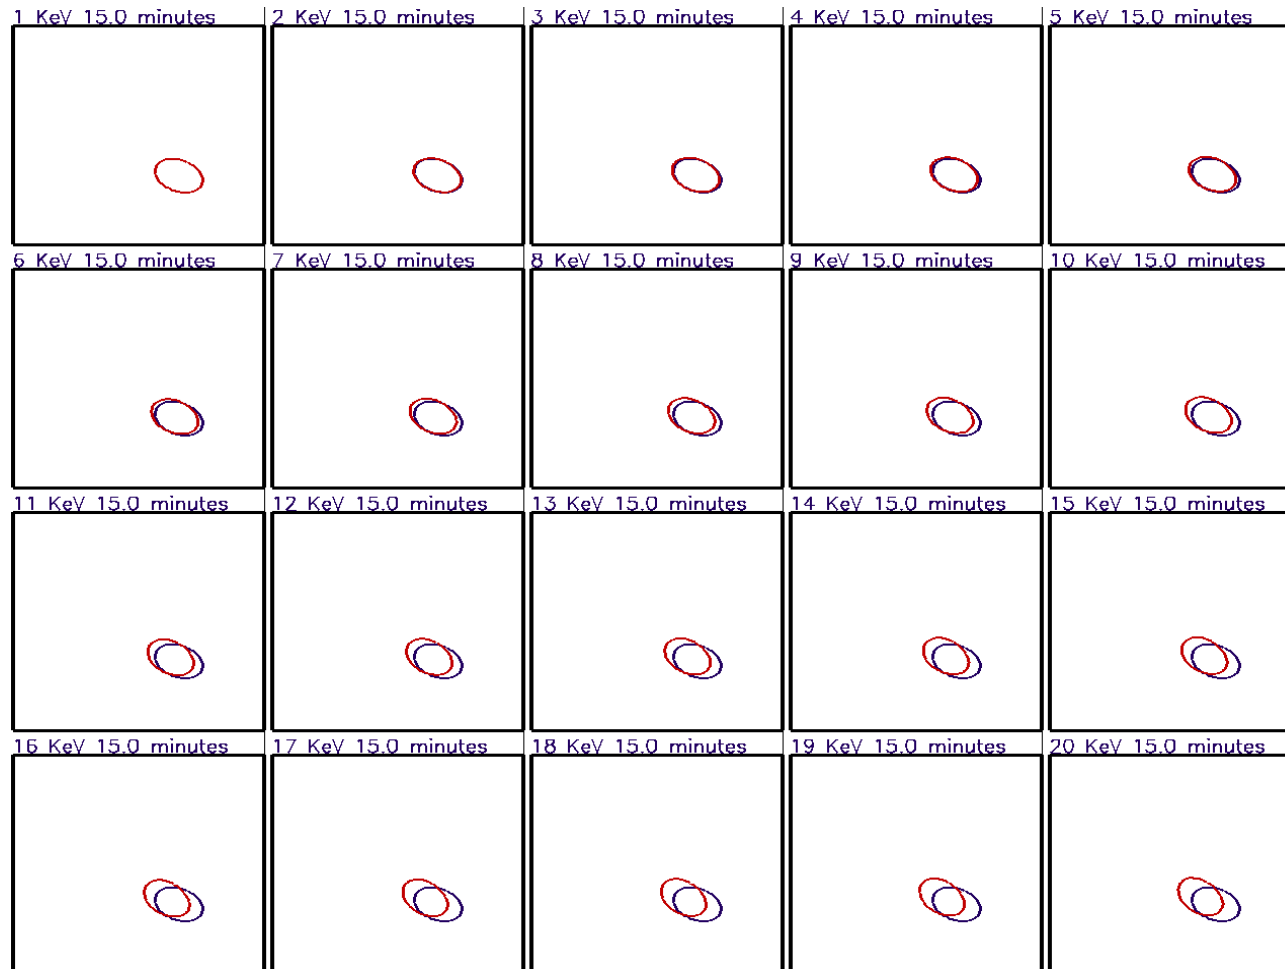 1 KeV 15.0 minutes
2 KeV 15.0 minutes
3 KeV 15.0 minutes
4 KeV 15.0 minutes
5 KeV 15.0 minutes
6 KeV 15.0 minutes
7 KeV 15.0 minutes
8 KeV 15.0 minutes
9 KeV 15.0 minutes
10 KeV 15.0 minutes
11 KeV 15.0 minutes
12 KeV 15.0 minutes
13 KeV 15.0 minutes
14 KeV 15.0 minutes
15 KeV 15.0 minutes
16 KeV 15.0 minutes
17 KeV 15.0 minutes
18 KeV 15.0 minutes
19 KeV 15.0 minutes
20 KeV 15.0 minutes